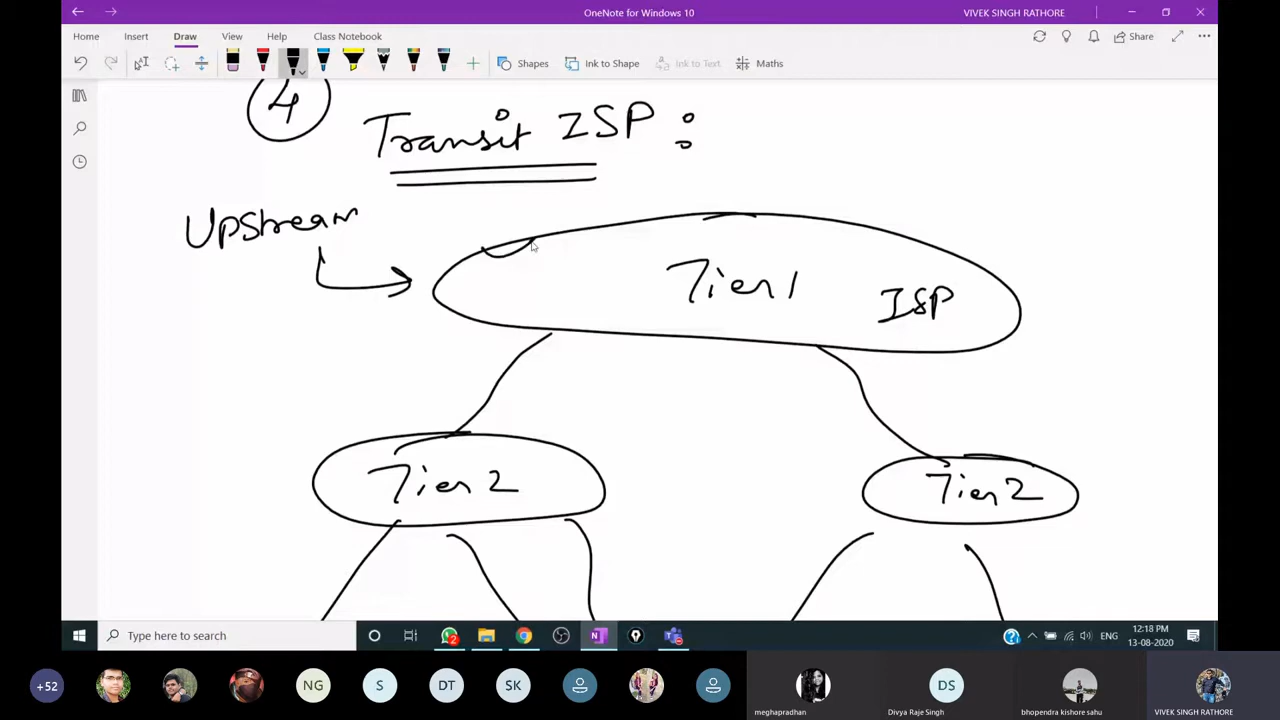 OneNote for Windows 10
VIVEK SINGH RATHORE
Home Insert Draw View Help Class Notebook
Share
Shapes Ink to Shape Ink to Text Maths
4
Transit ISP :
Upstream
Tier 1
ISP
Tier 2
Tier 2
Type here to search
2
ENG
12:18 PM
13-08-2020
+52 NG S DT SK DS
meghapradhan Divya Raje Singh bhopendra kishore sahu VIVEK SINGH RATHORE